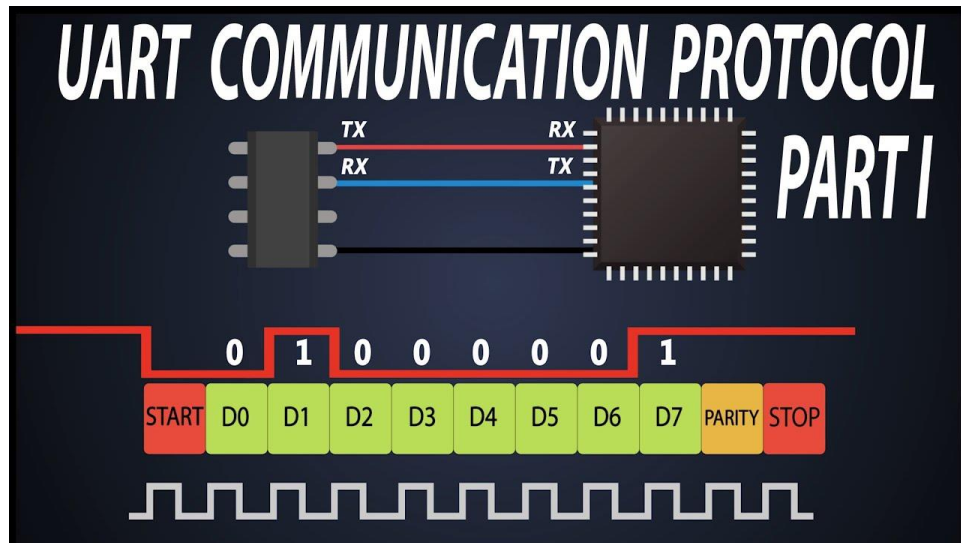 UART COMMUNICATION PROTOCOL
PART I
TX RX
RX TX
0 1 0 0 0 0 0 1
START D0 D1 D2 D3 D4 D5 D6 D7 PARITY STOP